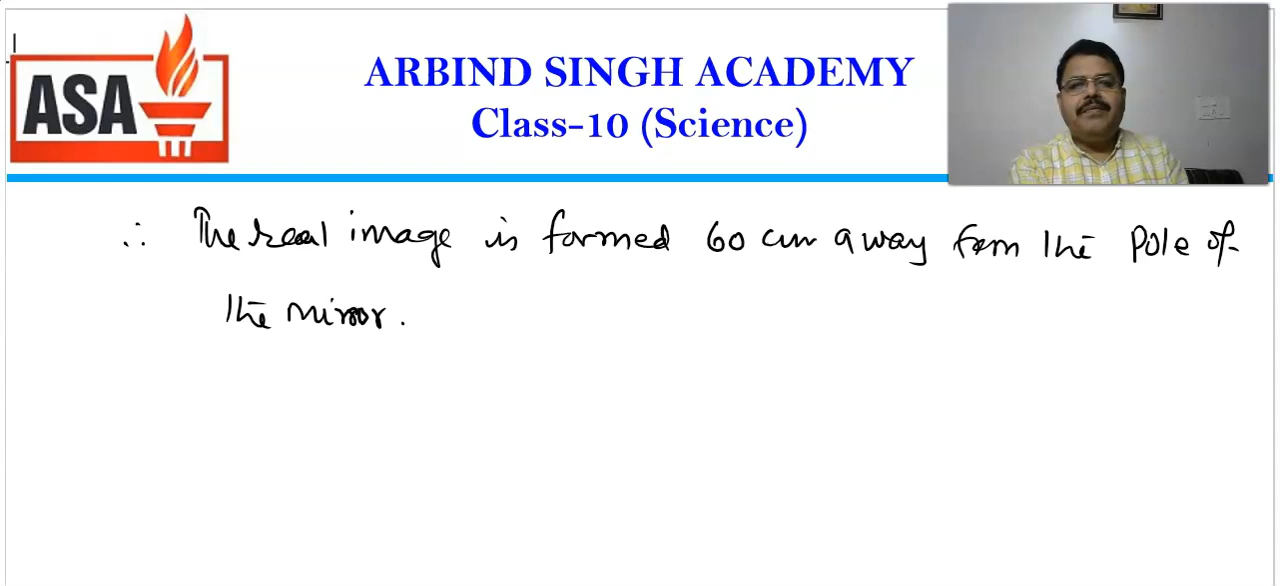 ASA
ARBIND SINGH ACADEMY
Class-10 (Science)
∴ The real image is formed 60 cm away from the pole of
the mirror.